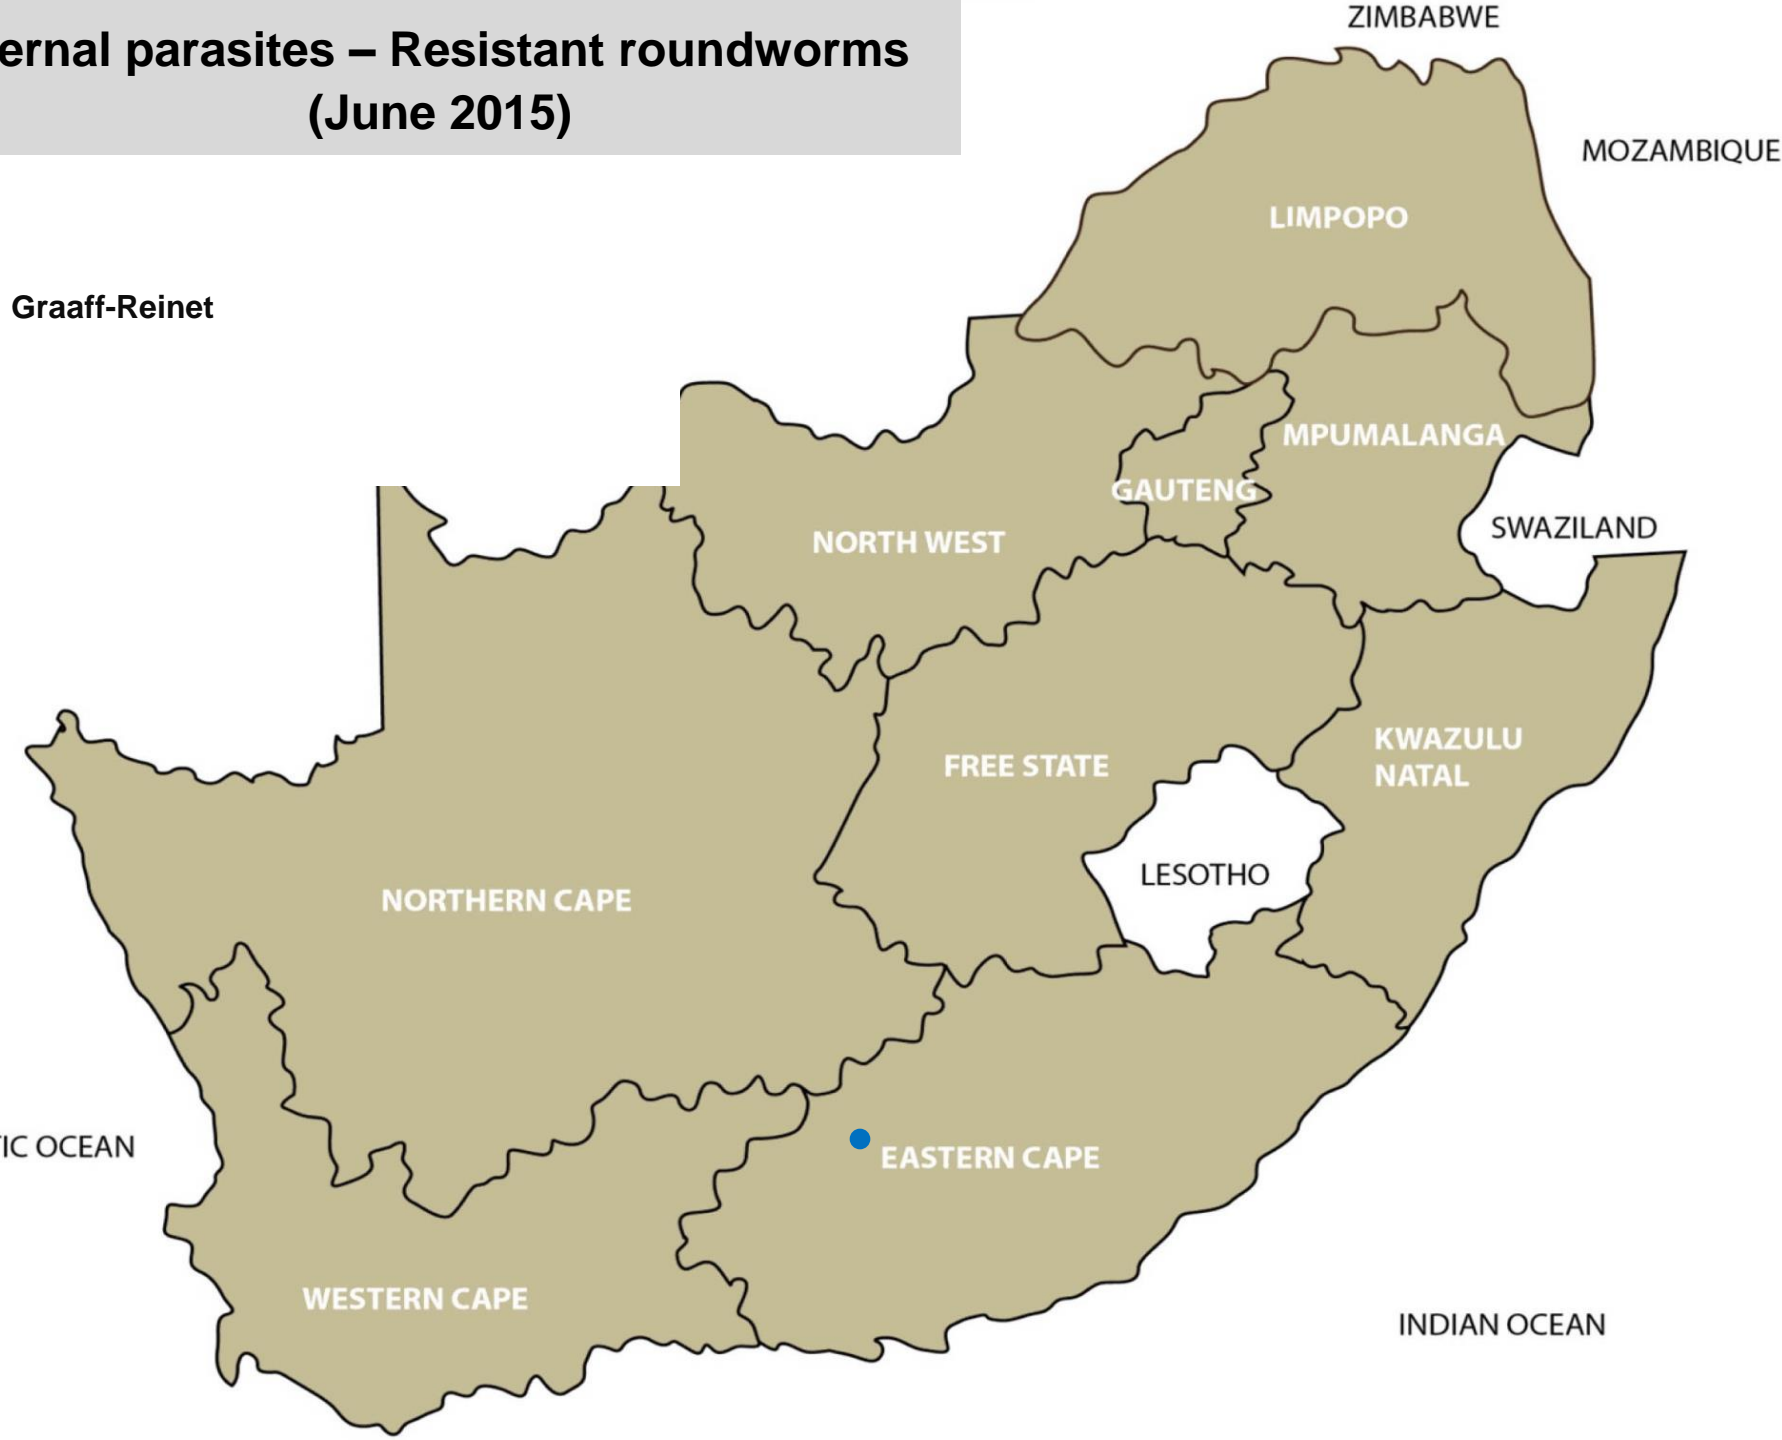 ernal parasites – Resistant roundworms
(June 2015)
ZIMBABWE
MOZAMBIQUE
LIMPOPO
Graaff-Reinet
MPUMALANGA
GAUTENG
SWAZILAND
NORTH WEST
KWAZULU
NATAL
FREE STATE
LESOTHO
NORTHERN CAPE
IC OCEAN
EASTERN CAPE
WESTERN CAPE
INDIAN OCEAN